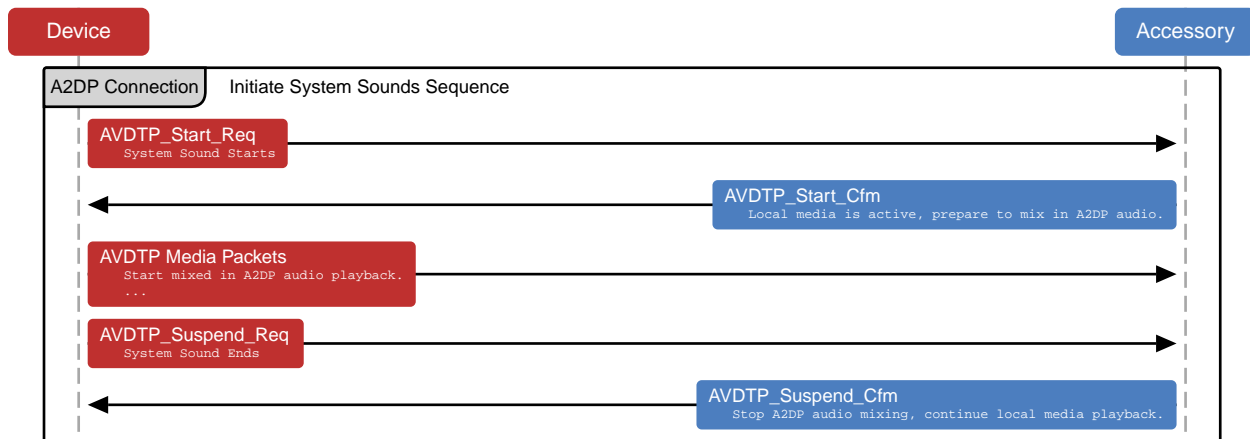 Device
Accessory
A2DP Connection
Initiate System Sounds Sequence
AVDTP_Start_Req
System Sound Starts
AVDTP_Start_Cfm
Local media is active, prepare to mix in A2DP audio.
AVDTP Media Packets
Start mixed in A2DP audio playback.
...
AVDTP_Suspend_Req
System Sound Ends
AVDTP_Suspend_Cfm
Stop A2DP audio mixing, continue local media playback.